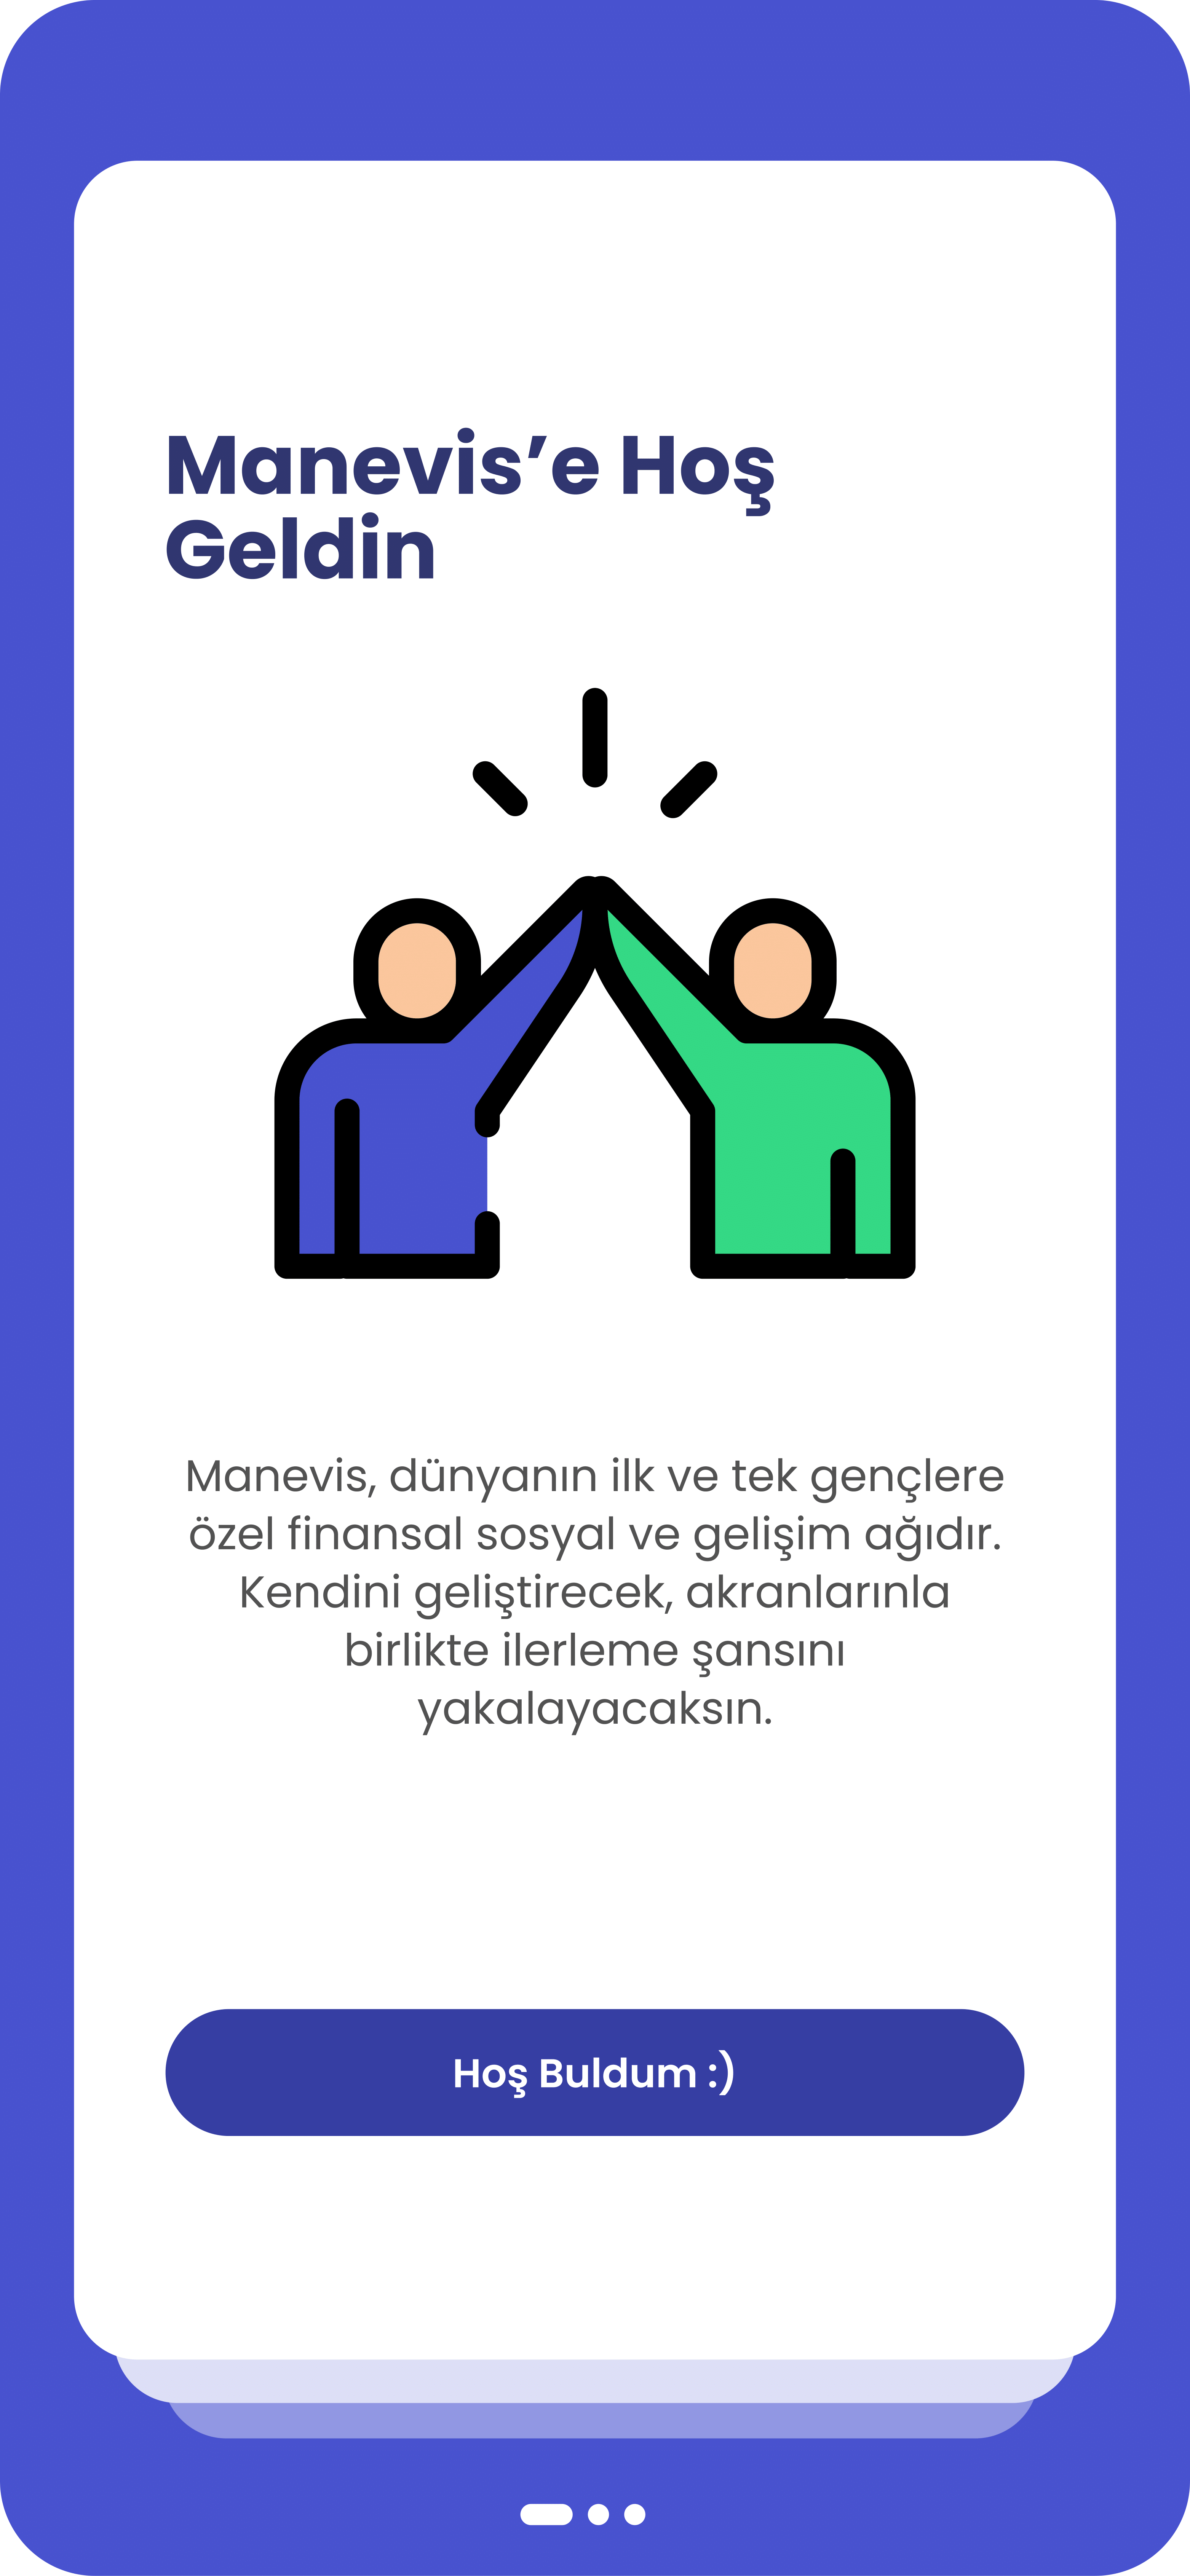 Manevis’e Hoş
Geldin
Manevis, dünyanın ilk ve tek gençlere
özel finansal sosyal ve gelişim ağıdır.
Kendini geliştirecek, akranlarınla
birlikte ilerleme şansını
yakalayacaksın.
Hoş Buldum :)